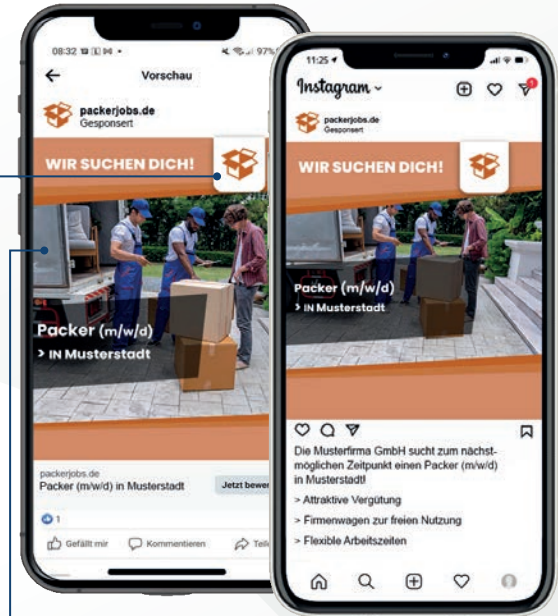 08:32
97%
Vorschau
packerjobs.de
Gesponsert
WIR SUCHEN DICH!
Packer (m/w/d)
> IN Musterstadt
packerjobs.de
Packer (m/w/d) in Musterstadt
Jetzt bewer
1
Gefällt mir
Kommentieren
Teile
11:25
Instagram
packerjobs.de
Gesponsert
WIR SUCHEN DICH!
Packer (m/w/d)
> IN Musterstadt
Die Musterfirma GmbH sucht zum nächst-
möglichen Zeitpunkt einen Packer (m/w/d)
in Musterstadt!
> Attraktive Vergütung
> Firmenwagen zur freien Nutzung
> Flexible Arbeitszeiten